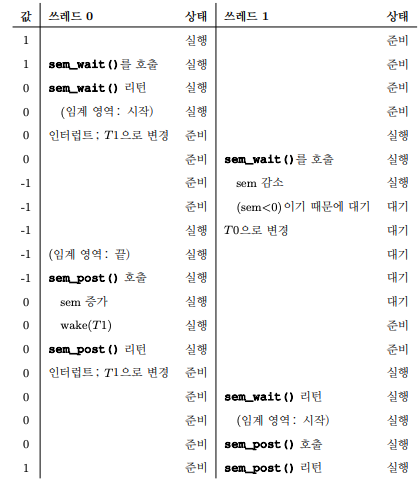 값 쓰레드 0 상태 쓰레드 1 상태
1 실행 준비
1 sem_wait()를 호출 실행 준비
0 sem_wait() 리턴 실행 준비
0 (임계 영역: 시작) 실행 준비
0 인터럽트; T1으로 변경 준비 실행
0 준비 sem_wait()를 호출 실행
-1 준비 sem 감소 실행
-1 준비 (sem<0)이기 때문에 대기 대기
-1 실행 T0으로 변경 대기
-1 (임계 영역: 끝) 실행 대기
-1 sem_post() 호출 실행 대기
0 sem 증가 실행 대기
0 wake(T1) 실행 준비
0 sem_post() 리턴 실행 준비
0 인터럽트; T1으로 변경 준비 실행
0 준비 sem_wait() 리턴 실행
0 준비 (임계 영역: 시작) 실행
0 준비 sem_post() 호출 실행
1 준비 sem_post() 리턴 실행